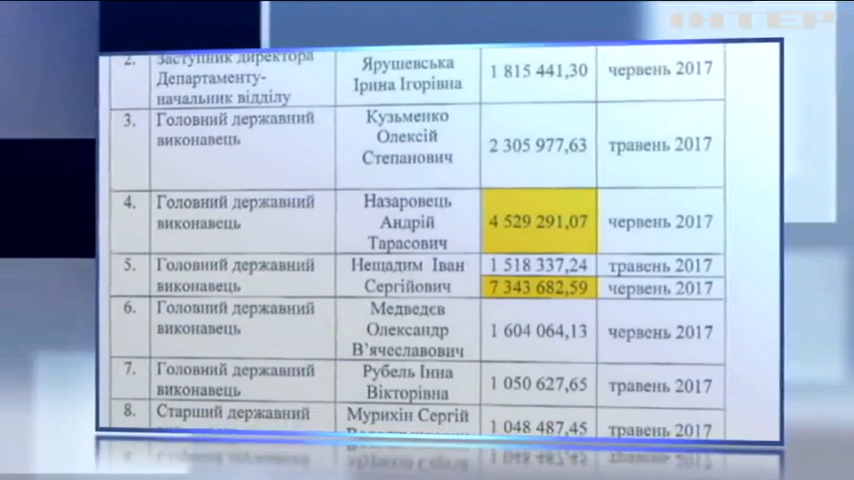 ІНТЕР
2. Заступник директора Департаменту- начальник відділу Ярушевська Ірина Ігорівна 1 815 441,30 червень 2017
3. Головний державний виконавець Кузьменко Олексій Степанович 2 305 977,63 травень 2017
4. Головний державний виконавець Назаровець Андрій Тарасович 4 529 291,07 червень 2017
5. Головний державний виконавець Нещадим Іван Сергійович 1 518 337,24 травень 2017
7 343 682,59 червень 2017
6. Головний державний виконавець Медведєв Олександр В'ячеславович 1 604 064,13 червень 2017
7. Головний державний виконавець Рубель Інна Вікторівна 1 050 627,65 травень 2017
8. Старший державний Мурихін Сергій 1 048 487,45 травень 2017